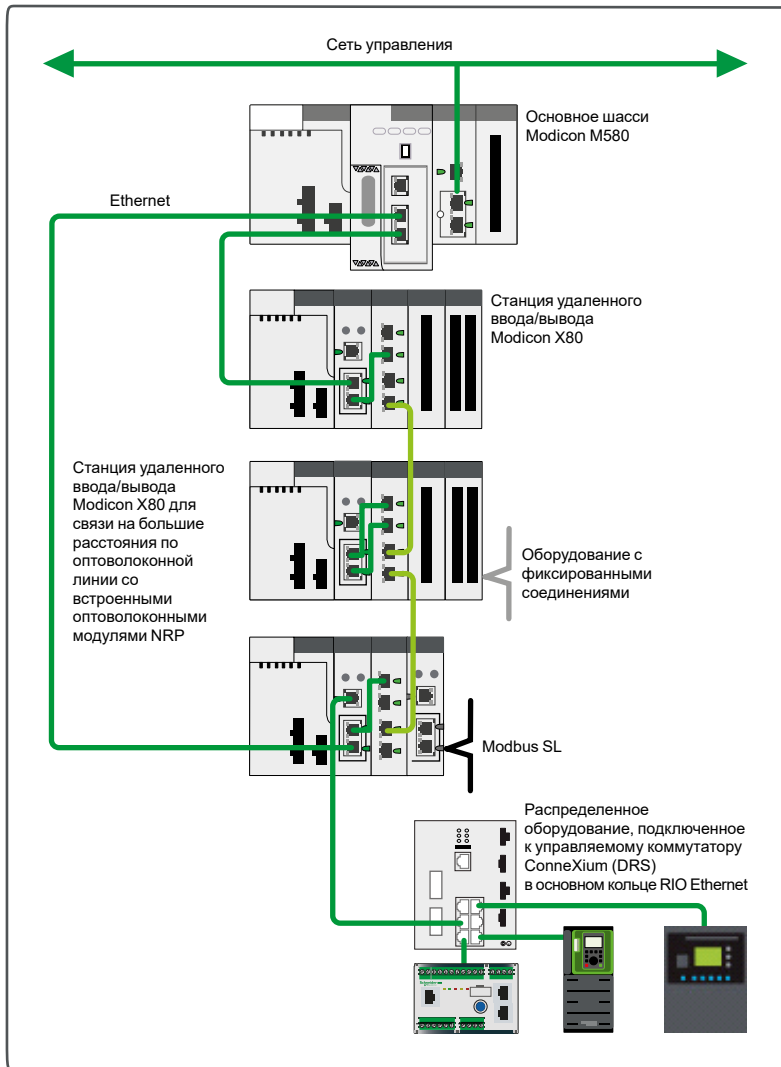 Сеть управления
Основное шасси
Modicon M580
Ethernet
Станция удаленного
ввода/вывода
Modicon X80
Станция удаленного
ввода/вывода
Modicon X80 для
связи на большие
расстояния по
оптоволоконной
линии со
встроенными
оптоволоконными
модулями NRP
Оборудование с
фиксированными
соединениями
Modbus SL
Распределенное
оборудование, подключенное
к управляемому коммутатору
ConneXium (DRS)
в основном кольце RIO Ethernet
Schneider